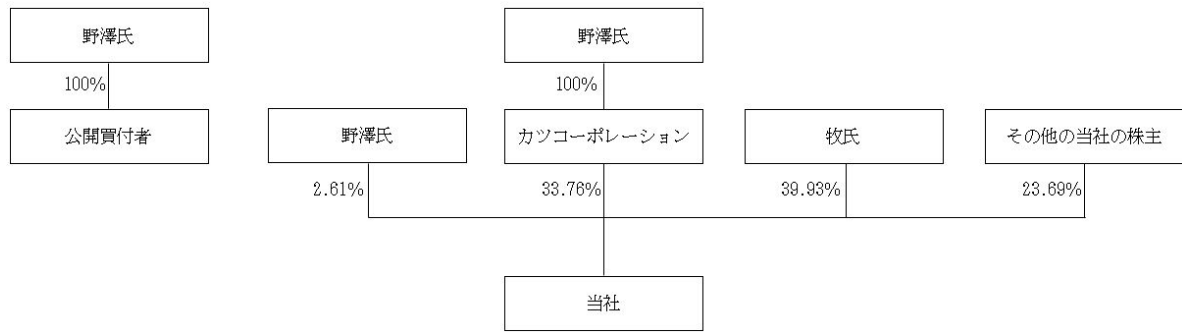 野澤氏
野澤氏
100%
100%
公開買付者
野澤氏
カツコーポレーション
牧氏
その他の当社の株主
2.61%
33.76%
39.93%
23.69%
当社